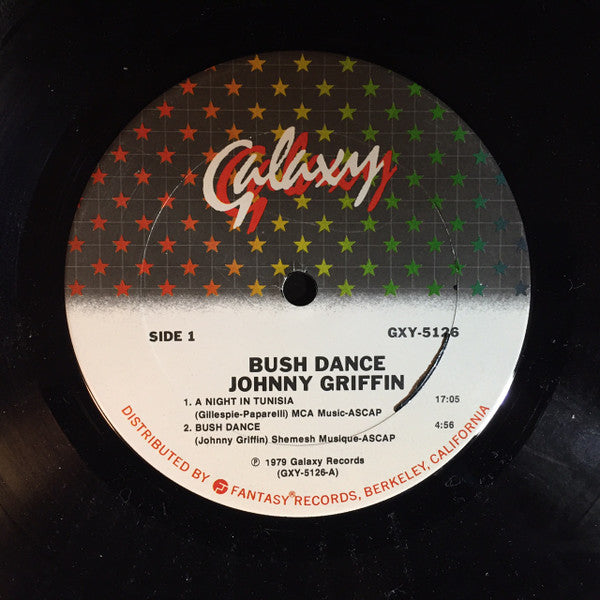 Galaxy
SIDE 1 GXY-5126
BUSH DANCE
JOHNNY GRIFFIN
1. A NIGHT IN TUNISIA 17:05
(Gillespie-Paparelli) MCA Music-ASCAP
2. BUSH DANCE 4:56
(Johnny Griffin) Shemesh Musique-ASCAP
℗ 1979 Galaxy Records
(GXY-5126-A)
DISTRIBUTED BY FANTASY® RECORDS, BERKELEY, CALIFORNIA